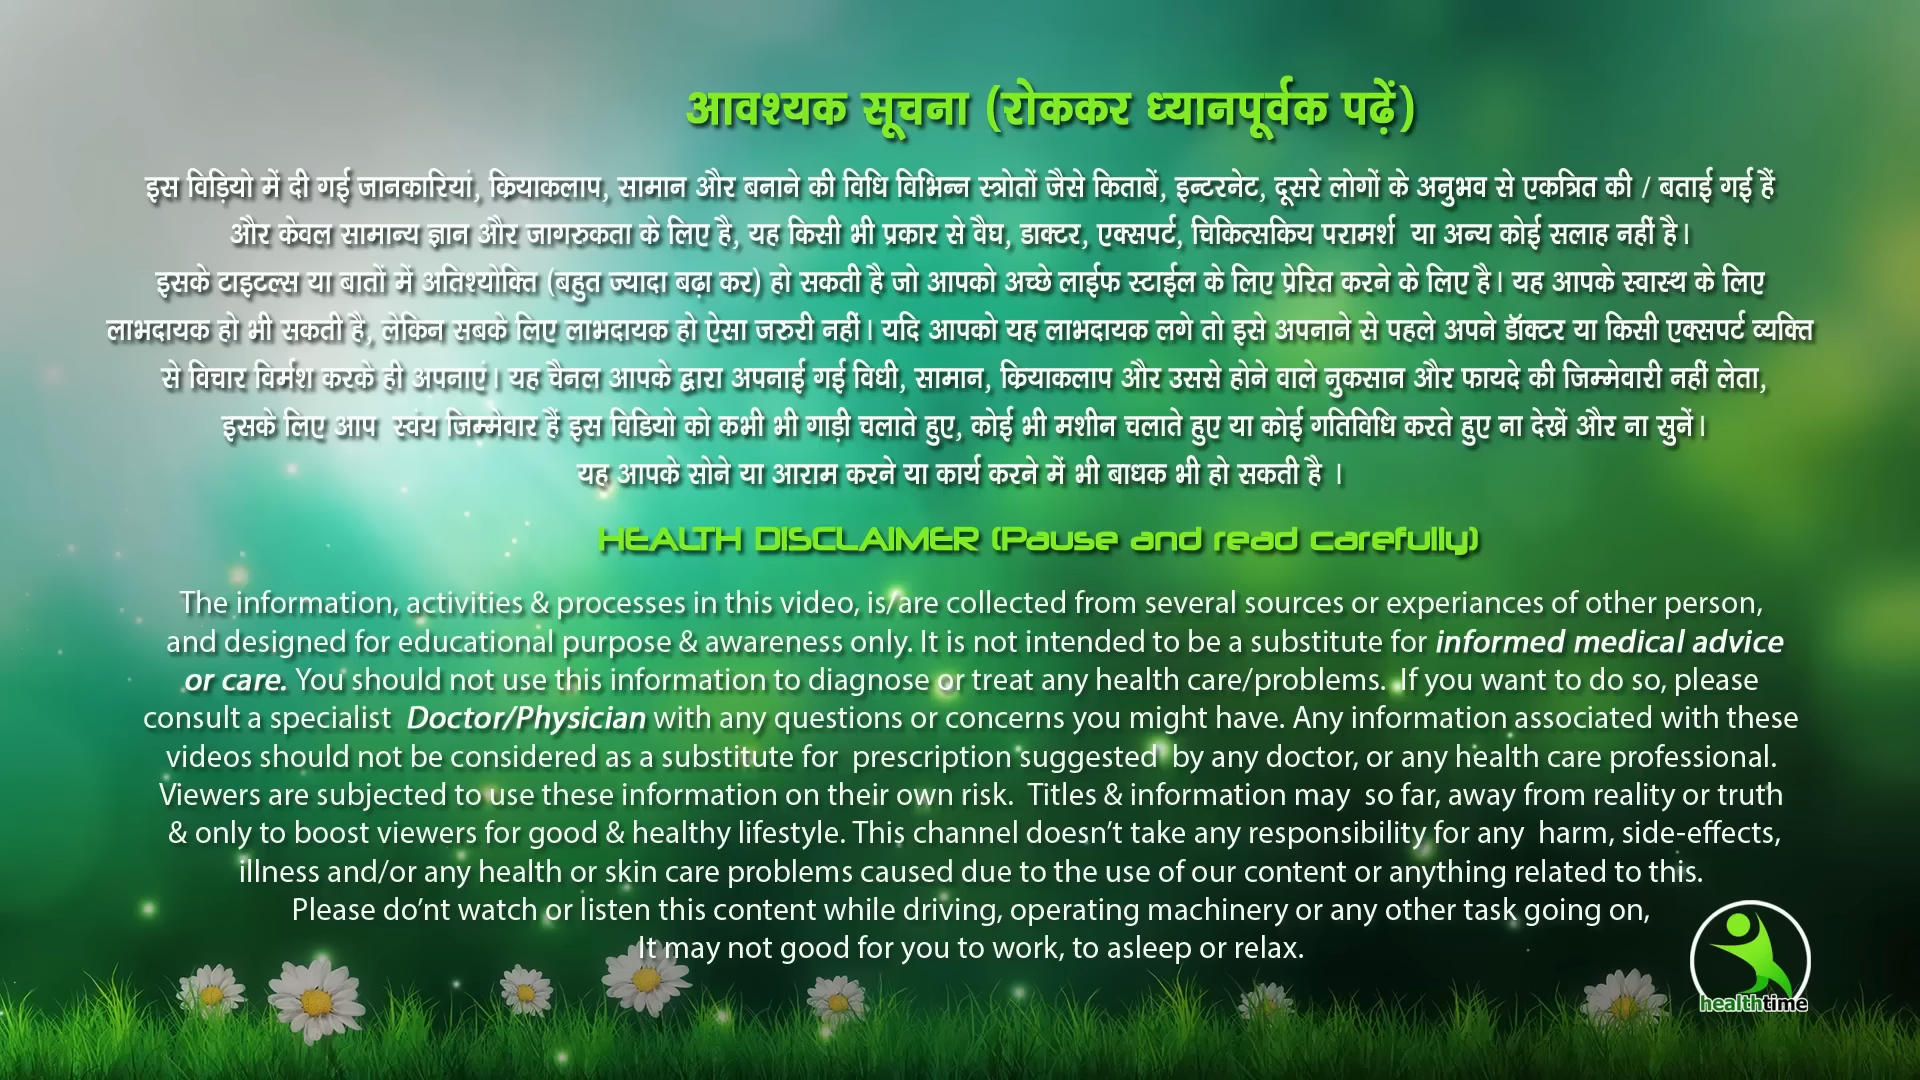 आवश्यक सूचना (रोककर ध्यानपूर्वक पढ़ें)
इस विड़ियो में दी गई जानकारियां, क्रियाकलाप, सामान और बनाने की विधि विभिन्न स्त्रोतों जैसे किताबें, इन्टरनेट, दूसरे लोगों के अनुभव से एकत्रित की / बताई गई हैं
और केवल सामान्य ज्ञान और जागरुकता के लिए है, यह किसी भी प्रकार से वैघ, डाक्टर, एक्सपर्ट, चिकित्सकिय परामर्श या अन्य कोई सलाह नहीं है।
इसके टाइटल्स या बातों में अतिश्योक्ति (बहुत ज्यादा बढ़ा कर) हो सकती है जो आपको अच्छे लाईफ स्टाईल के लिए प्रेरित करने के लिए है। यह आपके स्वास्थ के लिए
लाभदायक हो भी सकती है, लेकिन सबके लिए लाभदायक हो ऐसा जरुरी नहीं। यदि आपको यह लाभदायक लगे तो इसे अपनाने से पहले अपने डॉक्टर या किसी एक्सपर्ट व्यक्ति
से विचार विर्मश करके ही अपनाएं। यह चैनल आपके द्वारा अपनाई गई विधी, सामान, क्रियाकलाप और उससे होने वाले नुकसान और फायदे की जिम्मेवारी नहीं लेता,
इसके लिए आप स्वंय जिम्मेवार हैं इस विडियो को कभी भी गाड़ी चलाते हुए, कोई भी मशीन चलाते हुए या कोई गतिविधि करते हुए ना देखें और ना सुनें।
यह आपके सोने या आराम करने या कार्य करने में भी बाधक भी हो सकती है ।
HEALTH DISCLAIMER (Pause and read carefully)
The information, activities & processes in this video, is/are collected from several sources or experiances of other person,
and designed for educational purpose & awareness only. It is not intended to be a substitute for informed medical advice
or care. You should not use this information to diagnose or treat any health care/problems. If you want to do so, please
consult a specialist Doctor/Physician with any questions or concerns you might have. Any information associated with these
videos should not be considered as a substitute for prescription suggested by any doctor, or any health care professional.
Viewers are subjected to use these information on their own risk. Titles & information may so far, away from reality or truth
& only to boost viewers for good & healthy lifestyle. This channel doesn’t take any responsibility for any harm, side-effects,
illness and/or any health or skin care problems caused due to the use of our content or anything related to this.
Please do’nt watch or listen this content while driving, operating machinery or any other task going on,
It may not good for you to work, to asleep or relax.
healthtime